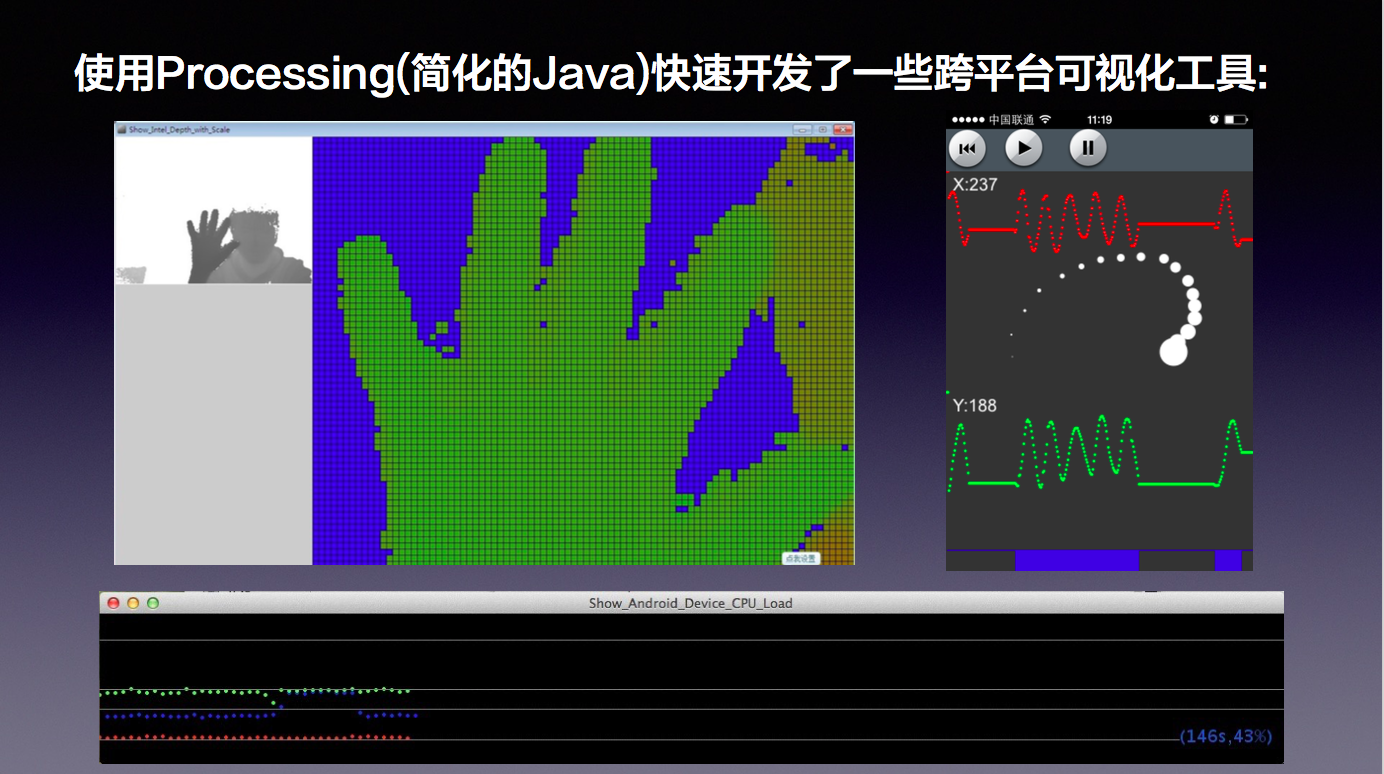 使用Processing(简化的Java)快速开发了一些跨平台可视化工具:
Show_Intel_Depth_with_Scale
中国联通 11:19
X:237
Y:188
点我设置
Show_Android_Device_CPU_Load
(146s,43%)